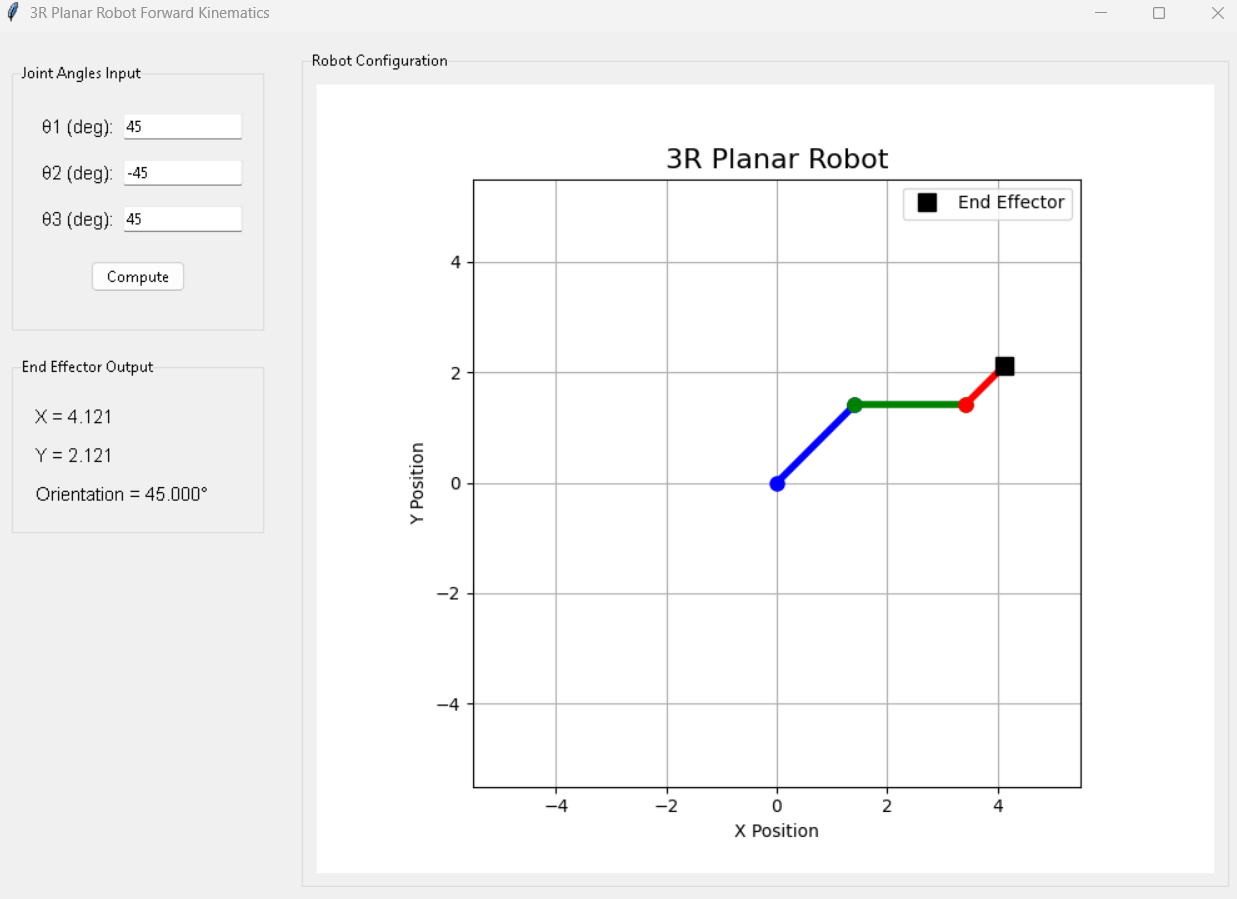 3R Planar Robot Forward Kinematics
Joint Angles Input
θ1 (deg): 45
θ2 (deg): -45
θ3 (deg): 45
Compute
End Effector Output
X = 4.121
Y = 2.121
Orientation = 45.000°
Robot Configuration
3R Planar Robot
End Effector
4
2
0
−2
−4
Y Position
−4 −2 0 2 4
X Position